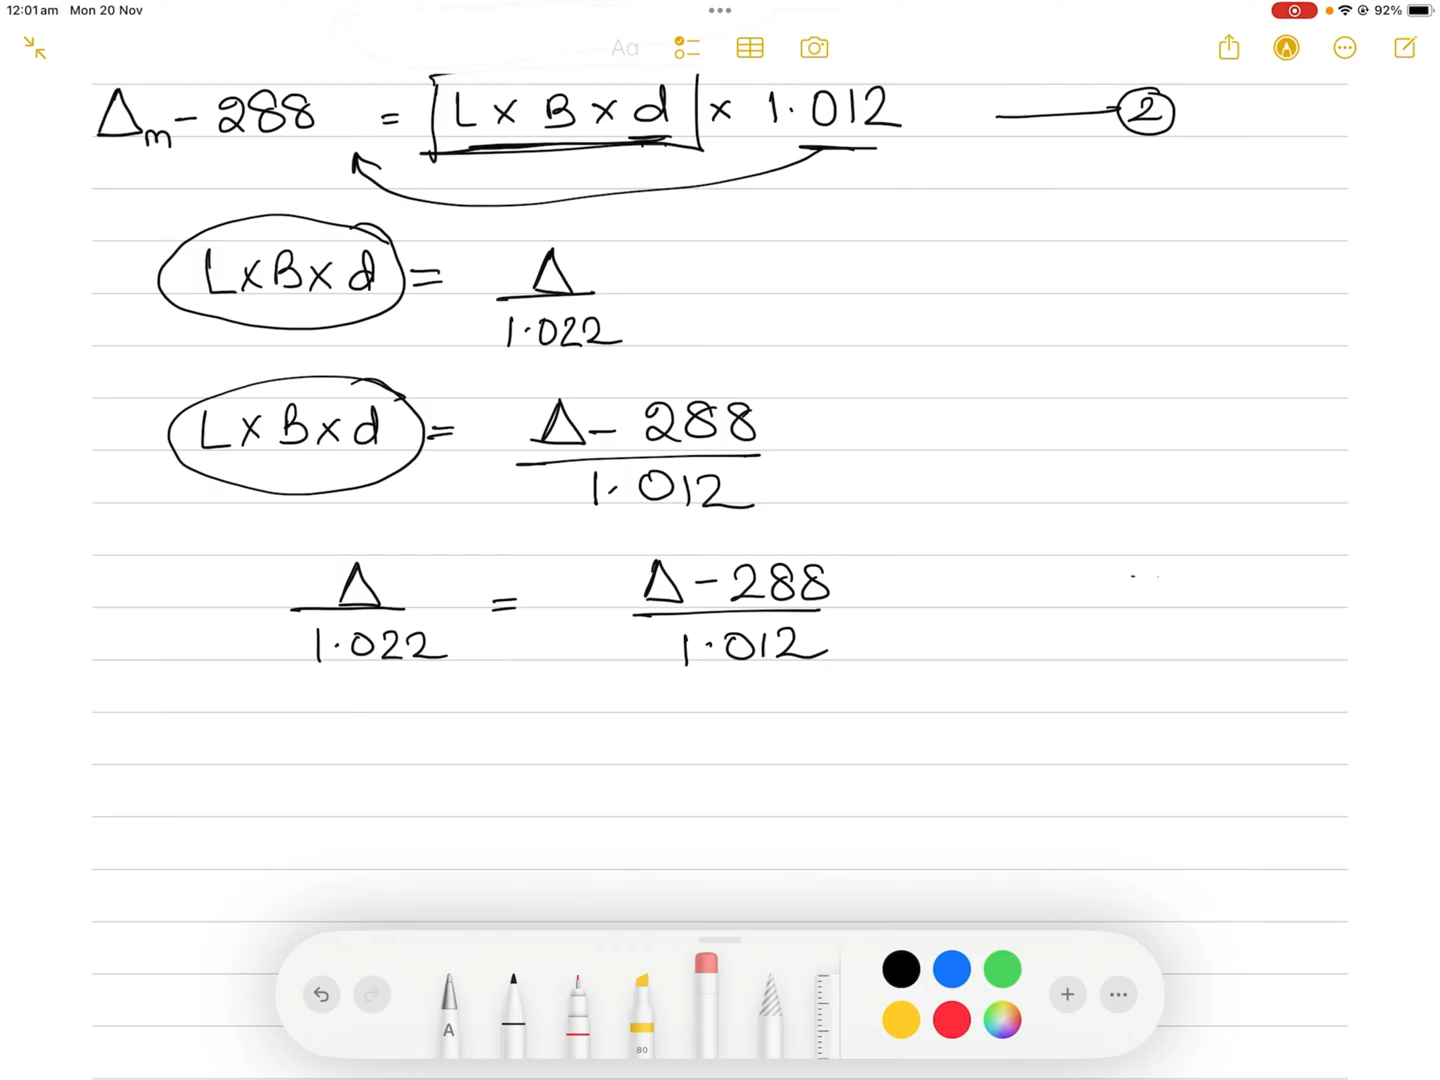 12:01am Mon 20 Nov
92%
Aa
Δm - 288 = [L × B × d] × 1.012 ——— ②
L×B×d = Δ/1.022
L×B×d = Δ - 288/1.012
Δ/1.022 = Δ - 288/1.012
A
80